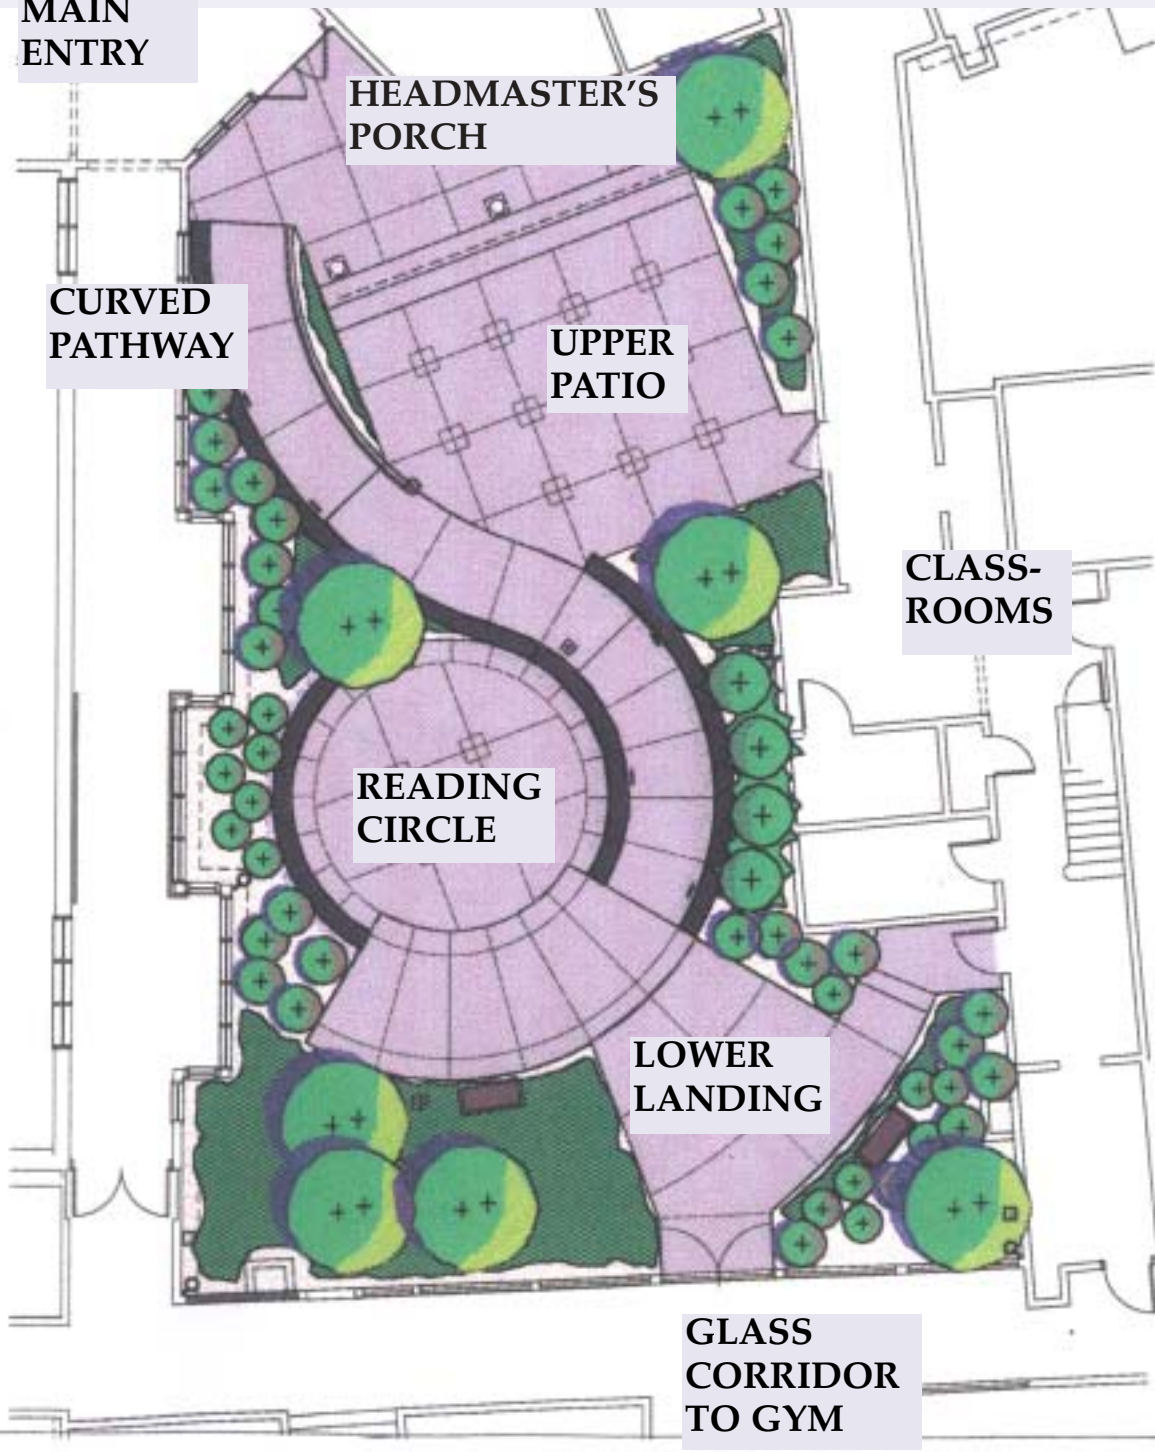 MAIN
ENTRY
HEADMASTER'S
PORCH
CURVED
PATHWAY
UPPER
PATIO
CLASS-
ROOMS
READING
CIRCLE
LOWER
LANDING
GLASS
CORRIDOR
TO GYM